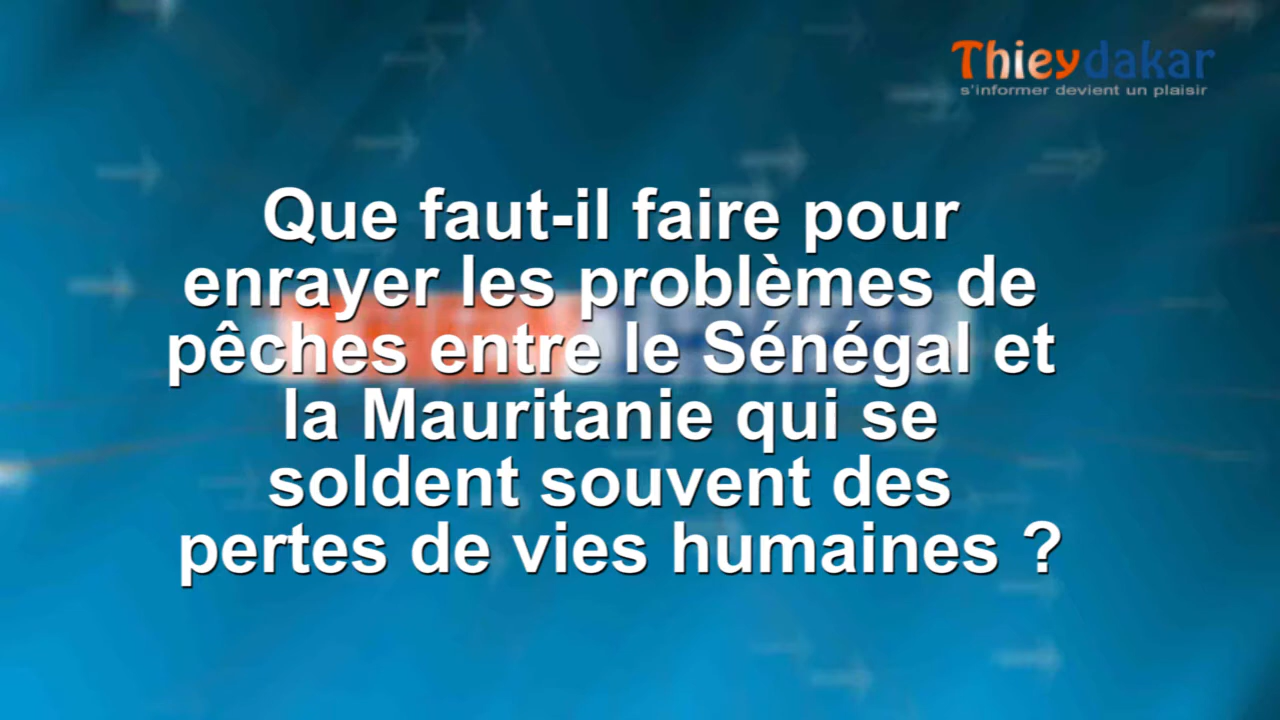 Thieydakar
s'informer devient un plaisir
Que faut-il faire pour
enrayer les problèmes de
pêches entre le Sénégal et
la Mauritanie qui se
soldent souvent des
pertes de vies humaines ?